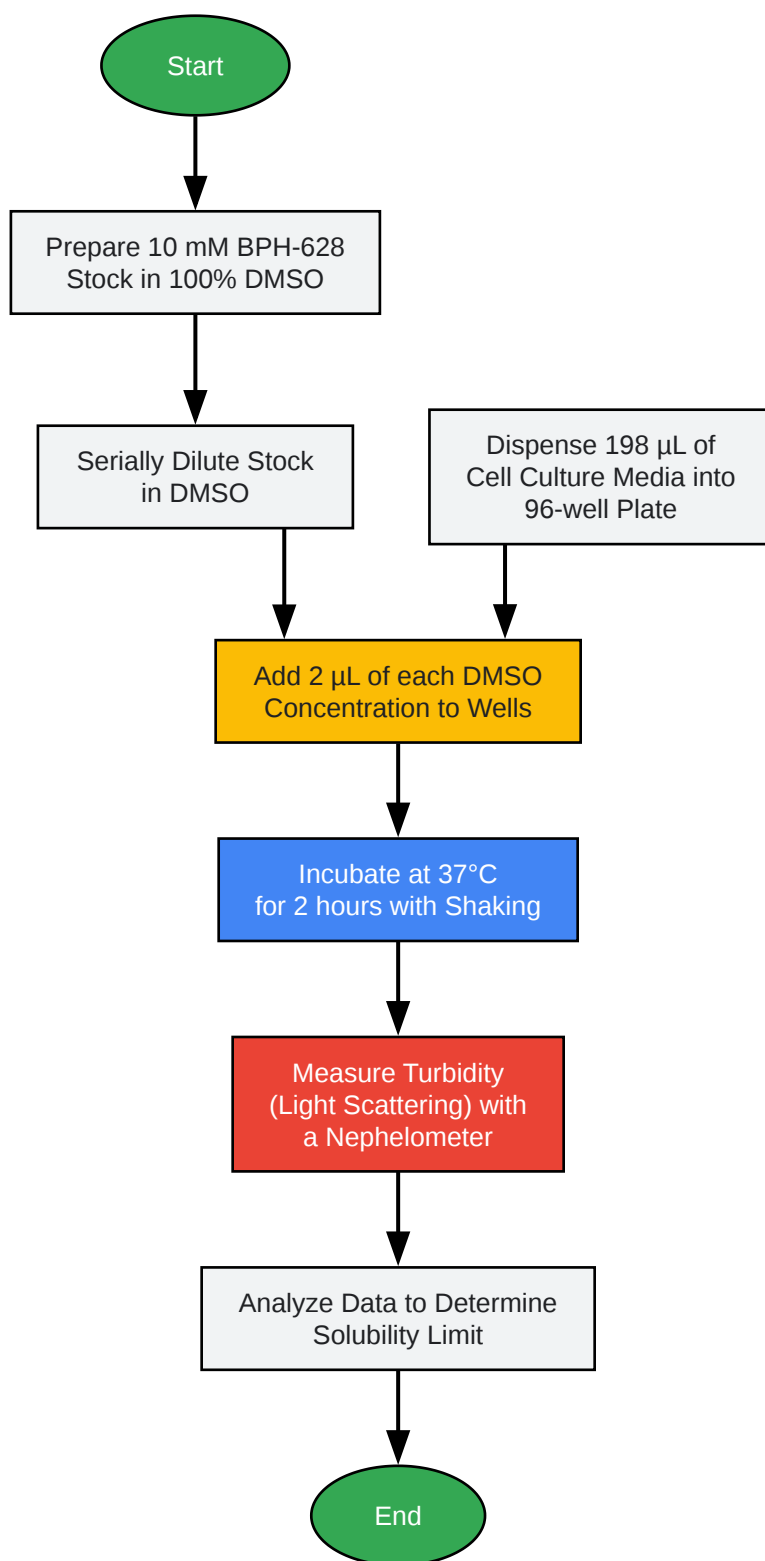 Start
Prepare 10 mM BPH-628
Stock in 100% DMSO
Serially Dilute Stock
in DMSO
Dispense 198 µL of
Cell Culture Media into
96-well Plate
Add 2 µL of each DMSO
Concentration to Wells
Incubate at 37°C
for 2 hours with Shaking
Measure Turbidity
(Light Scattering) with
a Nephelometer
Analyze Data to Determine
Solubility Limit
End